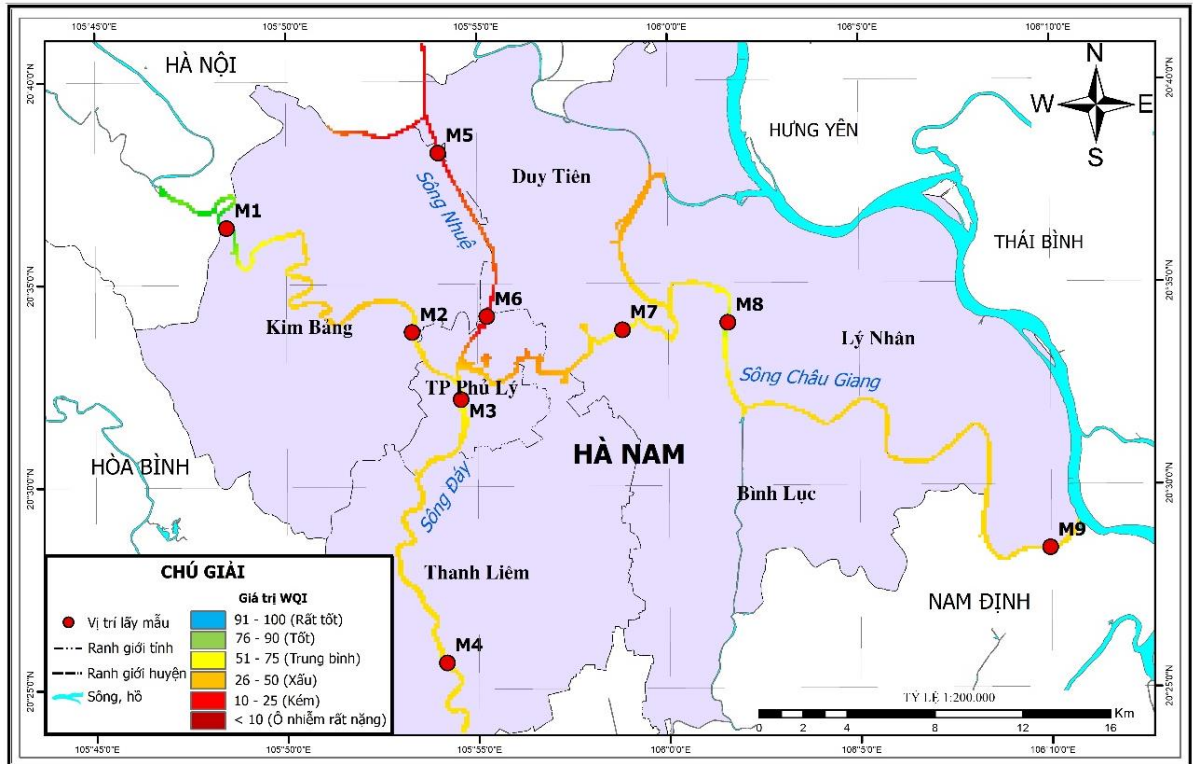 105°45'0"E
105°50'0"E
105°55'0"E
106°0'0"E
106°5'0"E
106°10'0"E
20°40'0"N
20°40'0"N
HÀ NỘI
N
W
E
S
HƯNG YÊN
M5
Duy Tiên
Sông Nhuệ
M1
THÁI BÌNH
20°35'0"N
20°35'0"N
M6
M2
M7
M8
Kim Bảng
Lý Nhân
TP Phủ Lý
Sông Châu Giang
M3
HÀ NAM
HÒA BÌNH
20°30'0"N
20°30'0"N
Sông Đáy
Bình Lục
M9
Thanh Liêm
NAM ĐỊNH
M4
20°25'0"N
20°25'0"N
CHÚ GIẢI
Giá trị WQI
Vị trí lấy mẫu
Ranh giới tỉnh
Ranh giới huyện
Sông, hồ
91 - 100 (Rất tốt)
76 - 90 (Tốt)
51 - 75 (Trung bình)
26 - 50 (Xấu)
10 - 25 (Kém)
< 10 (Ô nhiễm rất nặng)
TỶ LỆ 1:200.000
Km
0 2 4 8 12 16
105°45'0"E
105°50'0"E
105°55'0"E
106°0'0"E
106°5'0"E
106°10'0"E